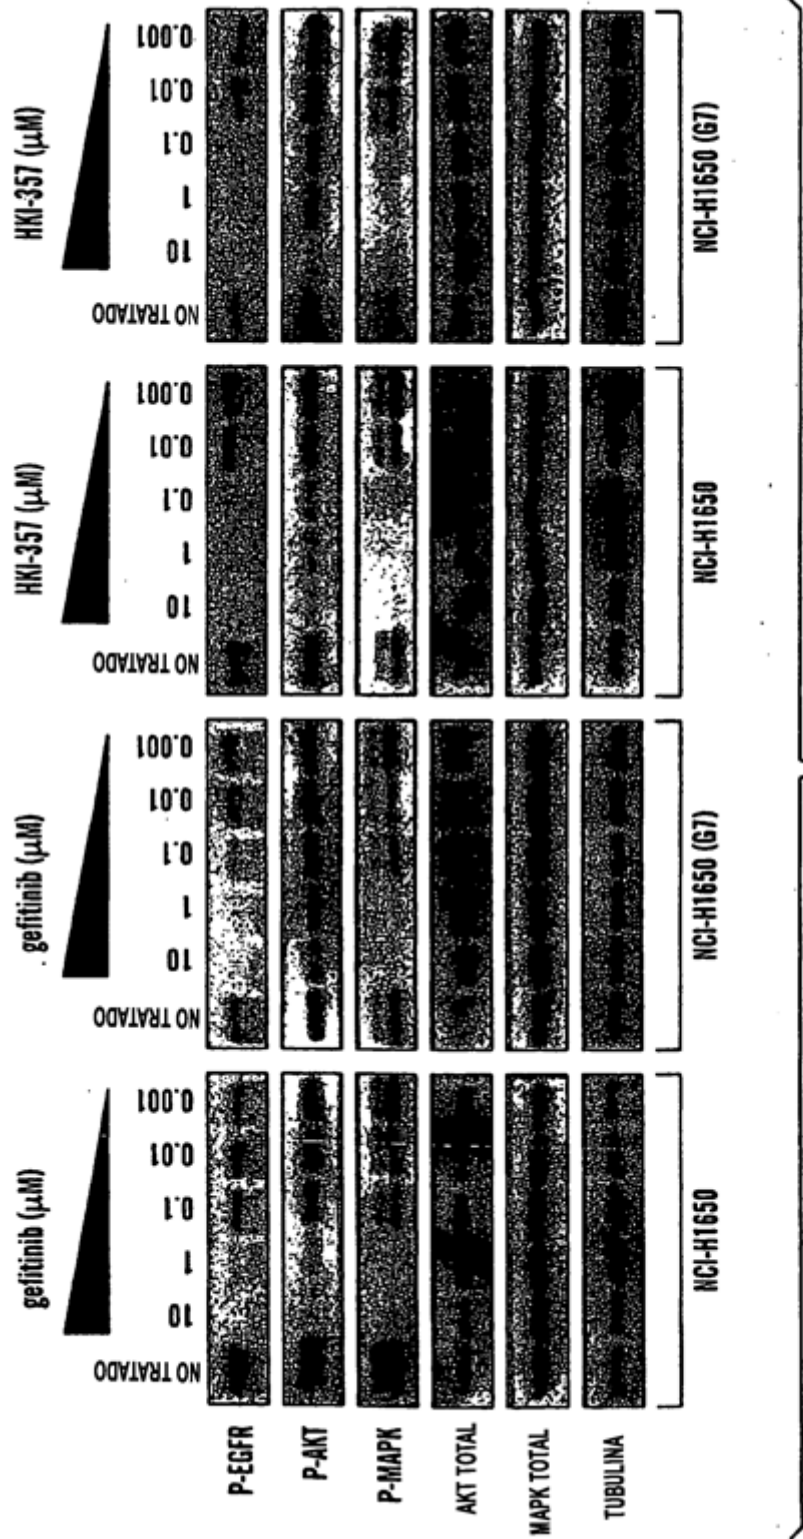 gefitinib (μM)
gefitinib (μM)
HKI-357 (μM)
HKI-357 (μM)
NO TRATADO 10 1 0.1 0.01 0.001
NO TRATADO 10 1 0.1 0.01 0.001
NO TRATADO 10 1 0.1 0.01 0.001
NO TRATADO 10 1 0.1 0.01 0.001
P-EGFR
P-AKT
P-MAPK
AKT TOTAL
MAPK TOTAL
TUBULINA
NCI-H1650
NCI-H1650 (G7)
NCI-H1650
NCI-H1650 (G7)